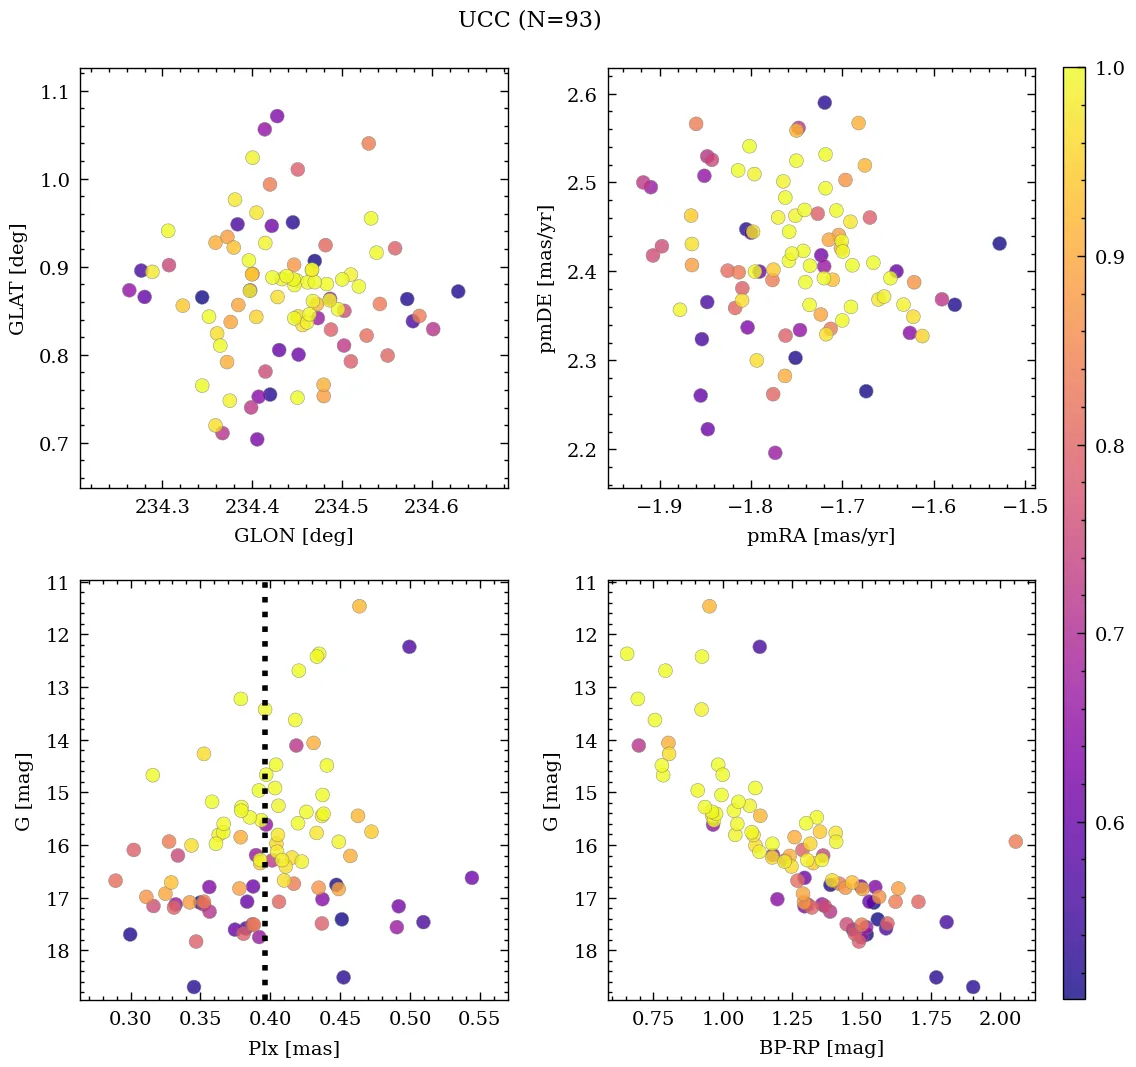 UCC (N=93)
1.1
1.0
0.9
0.8
0.7
GLAT [deg]
234.3 234.4 234.5 234.6
GLON [deg]
2.6
2.5
2.4
2.3
2.2
pmDE [mas/yr]
−1.9 −1.8 −1.7 −1.6 −1.5
pmRA [mas/yr]
11
12
13
14
15
16
17
18
G [mag]
0.30 0.35 0.40 0.45 0.50 0.55
Plx [mas]
11
12
13
14
15
16
17
18
G [mag]
0.75 1.00 1.25 1.50 1.75 2.00
BP-RP [mag]
1.0
0.9
0.8
0.7
0.6